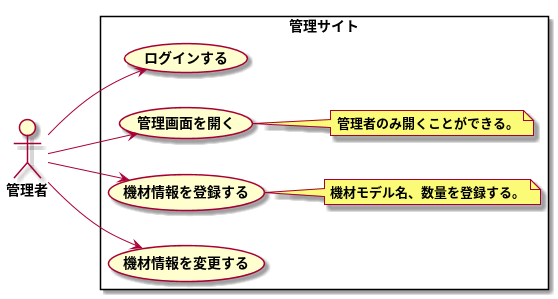 管理サイト
ログインする
管理画面を開く
管理者のみ開くことができる。
管理者
機材情報を登録する
機材モデル名、数量を登録する。
機材情報を変更する